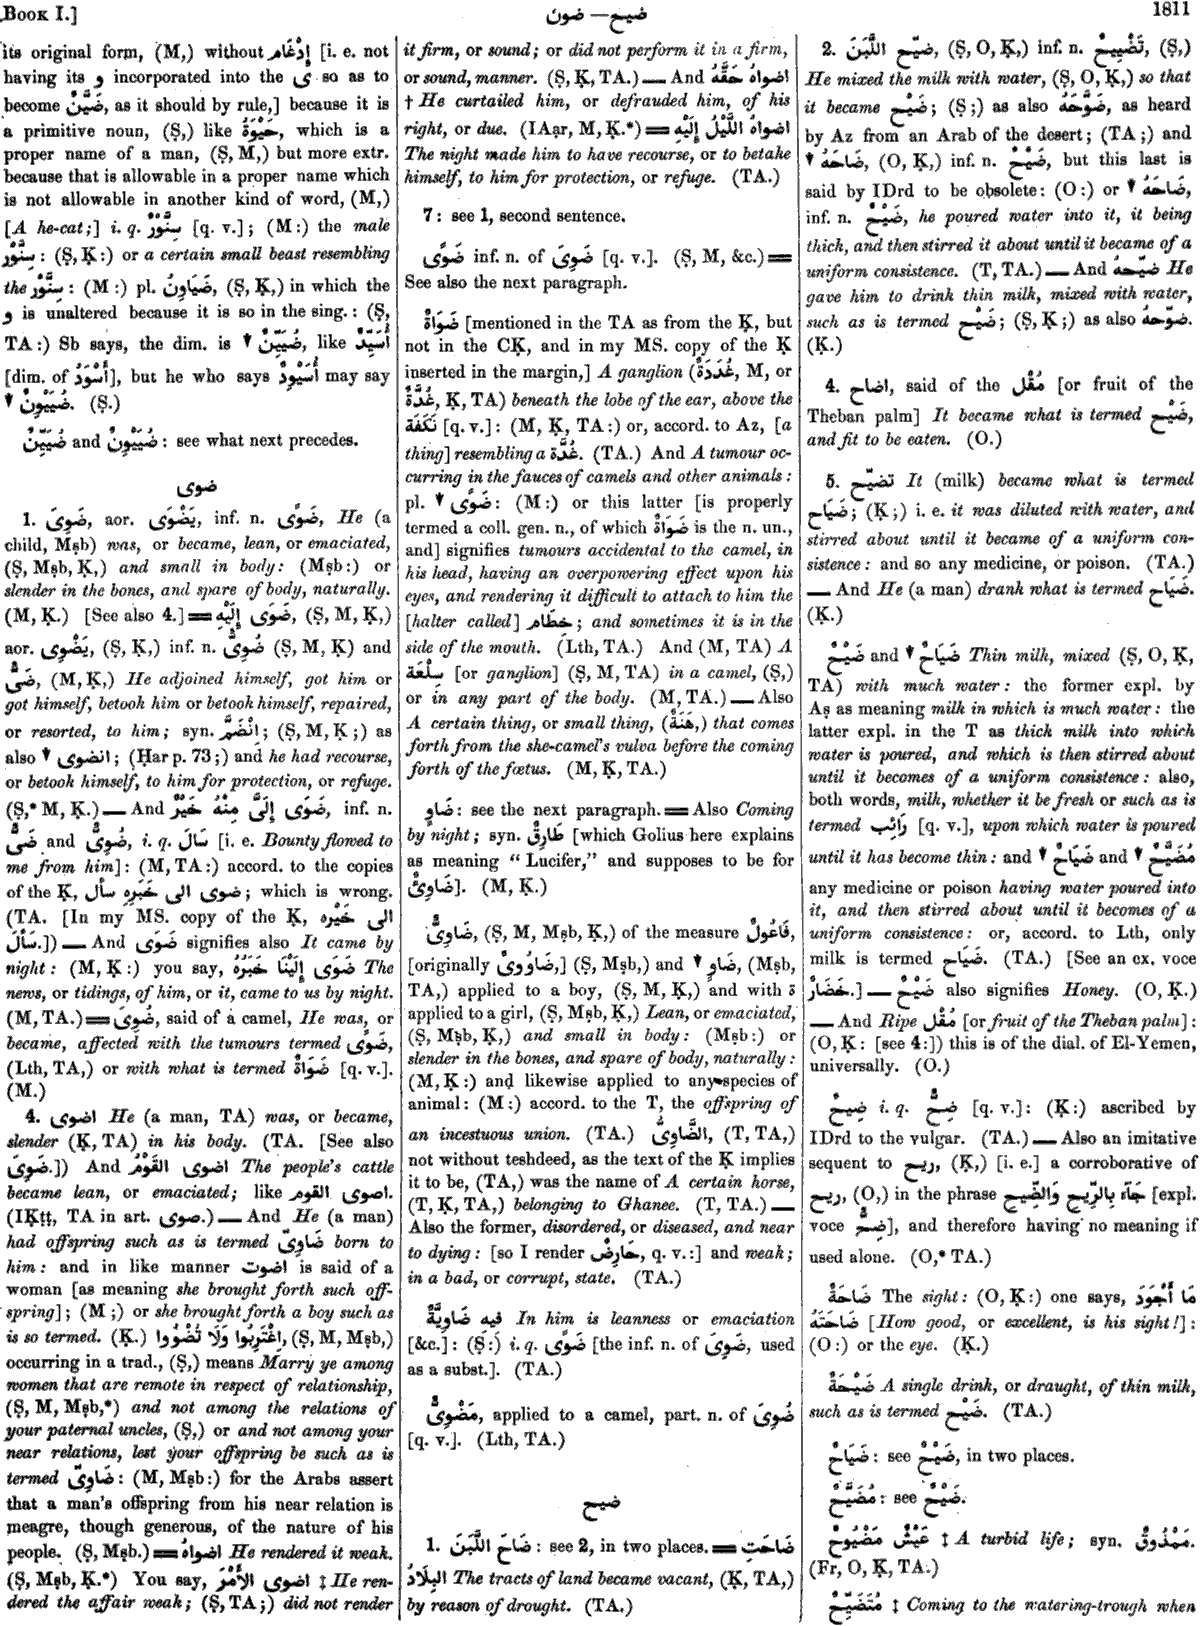 BOOK I.]
ضيح — ضون
1811
its original form, (M,) without إِدْغَام [i. e. not
having its و incorporated into the ى so as to
become ضَيَّنٌ, as it should by rule,] because it is
a primitive noun, (Ṣ,) like حَيْوَةُ, which is a
proper name of a man, (Ṣ, M,) but more extr.
because that is allowable in a proper name which
is not allowable in another kind of word, (M,)
[A he-cat;] i. q. سِنَّوْرٌ [q. v.]; (M:) the male
سِنَّوْر: (Ṣ, Ḳ:) or a certain small beast resembling
the سِنَّوْر: (M:) pl. ضَيَاوِنُ, (Ṣ, Ḳ,) in which the
و is unaltered because it is so in the sing.: (Ṣ,
TA:) Sb says, the dim. is ▼ ضُيَيِّنٌ, like أُسَيِّدٌ
[dim. of أَسْوَدُ], but he who says أُسَيْوِدٌ may say
▼ ضُيَيْوِنٌ. (Ṣ.)
ضُيَيِّنٌ and ضُيَيْوِنٌ: see what next precedes.
ضوى
1. ضَوِىَ, aor. يَضْوَى, inf. n. ضَوًى, He (a
child, Mṣb) was, or became, lean, or emaciated,
(Ṣ, Mṣb, Ḳ,) and small in body: (Mṣb:) or
slender in the bones, and spare of body, naturally.
(M, Ḳ.) [See also 4.] ═ ضَوَى إِلَيْهِ, (Ṣ, M, Ḳ,)
aor. يَضْوِى, (Ṣ, Ḳ,) inf. n. ضُوِىٌّ (Ṣ, M, Ḳ) and
ضَىٌّ, (M, Ḳ,) He adjoined himself, got him or
got himself, betook him or betook himself, repaired,
or resorted, to him; syn. اِنْضَمَّ; (Ṣ, M, Ḳ;) as
also ▼ انضوى; (Ḥar p. 73;) and he had recourse,
or betook himself, to him for protection, or refuge.
(Ṣ,* M, Ḳ.) — And ضَوَى إِلَىَّ مِنْهُ خَيْرٌ, inf. n.
ضَىٌّ and ضُوِىٌّ, i. q. سَالَ [i. e. Bounty flowed to
me from him]: (M, TA:) accord. to the copies
of the Ḳ, ضوى الى خَبَرِهِ سأل; which is wrong.
(TA. [In my MS. copy of the Ḳ, الى خَيْرِه
سَأَلَ.]) — And ضَوَى signifies also It came by
night: (M, Ḳ:) you say, ضَوَى إِلَيْنَا خَبَرُهُ The
news, or tidings, of him, or it, came to us by night.
(M, TA.) ═ ضُوِىَ, said of a camel, He was, or
became, affected with the tumours termed ضَوًى,
(Lth, TA,) or with what is termed ضَوَاةٌ [q. v.].
(M.)
4. اضوى He (a man, TA) was, or became,
slender (Ḳ, TA) in his body. (TA. [See also
ضَوِىَ.]) And اضوى القَوْمُ The people's cattle
became lean, or emaciated; like اصوى القوم.
(IḲṭṭ, TA in art. صوى.) — And He (a man)
had offspring such as is termed ضَاوِىّ born to
him: and in like manner اضوت is said of a
woman [as meaning she brought forth such off-
spring]; (M;) or she brought forth a boy such as
is so termed. (Ḳ.) اِغْتَرِبُوا وَلَا تُضْوُوا, (Ṣ, M, Mṣb,)
occurring in a trad., (Ṣ,) means Marry ye among
women that are remote in respect of relationship,
(Ṣ, M, Mṣb,*) and not among the relations of
your paternal uncles, (Ṣ,) or and not among your
near relations, lest your offspring be such as is
termed ضَاوِىّ: (M, Mṣb:) for the Arabs assert
that a man's offspring from his near relation is
meagre, though generous, of the nature of his
people. (Ṣ, Mṣb.) ═ اضواهُ He rendered it weak.
(Ṣ, Mṣb, Ḳ.*) You say, اضوى الأَمْرَ ‡ He ren-
dered the affair weak; (Ṣ, TA;) did not render
it firm, or sound; or did not perform it in a firm,
or sound, manner. (Ṣ, Ḳ, TA.) — And اضواهُ حَقَّهُ
† He curtailed him, or defrauded him, of his
right, or due. (IAạr, M, Ḳ.*) ═ اضواهُ اللَّيْلُ إِلَيْهِ
The night made him to have recourse, or to betake
himself, to him for protection, or refuge. (TA.)
7: see 1, second sentence.
ضَوًى inf. n. of ضَوِىَ [q. v.]. (Ṣ, M, &c.) ═
See also the next paragraph.
ضَوَاةٌ [mentioned in the TA as from the Ḳ, but
not in the CḲ, and in my MS. copy of the Ḳ
inserted in the margin,] A ganglion (غُدَدَةٌ, M, or
غُدَّةٌ, Ḳ, TA) beneath the lobe of the ear, above the
نَكَفَة [q. v.]: (M, Ḳ, TA:) or, accord. to Az, [a
thing] resembling a غُدَّة. (TA.) And A tumour oc-
curring in the fauces of camels and other animals:
pl. ▼ ضَوًى: (M:) or this latter [is properly
termed a coll. gen. n., of which ضَوَاةٌ is the n. un.,
and] signifies tumours accidental to the camel, in
his head, having an overpowering effect upon his
eyes, and rendering it difficult to attach to him the
[halter called] خِطَام; and sometimes it is in the
side of the mouth. (Lth, TA.) And (M, TA) A
سِلْعَة [or ganglion] (Ṣ, M, TA) in a camel, (Ṣ,)
or in any part of the body. (M, TA.) — Also
A certain thing, or small thing, (هَنَةٌ,) that comes
forth from the she-camel's vulva before the coming
forth of the fœtus. (M, Ḳ, TA.)
ضَاوٍ: see the next paragraph. ═ Also Coming
by night; syn. طَارِقٌ [which Golius here explains
as meaning "Lucifer," and supposes to be for
ضَاوِىٌّ]. (M, Ḳ.)
ضَاوِىٌّ, (Ṣ, M, Mṣb, Ḳ,) of the measure فَاعُولٌ,
[originally ضَاوُوىٌ,] (Ṣ, Mṣb,) and ▼ ضَاوٍ, (Mṣb,
TA,) applied to a boy, (Ṣ, M, Ḳ,) and with ة
applied to a girl, (Ṣ, Mṣb, Ḳ,) Lean, or emaciated,
(Ṣ, Mṣb, Ḳ,) and small in body: (Mṣb:) or
slender in the bones, and spare of body, naturally:
(M, Ḳ:) and likewise applied to any species of
animal: (M:) accord. to the T, the offspring of
an incestuous union. (TA.) الضَّاوِىُّ, (T, TA,)
not without teshdeed, as the text of the Ḳ implies
it to be, (TA,) was the name of A certain horse,
(T, Ḳ, TA,) belonging to Ghanee. (T, TA.) —
Also the former, disordered, or diseased, and near
to dying: [so I render حَارِضٌ, q. v.:] and weak;
in a bad, or corrupt, state. (TA.)
فيه ضَاوِيَّةٌ In him is leanness or emaciation
[&c.]: (Ṣ:) i. q. ضَوًى [the inf. n. of ضَوِىَ, used
as a subst.]. (TA.)
مَضْوِىٌّ, applied to a camel, part. n. of ضُوِىَ
[q. v.]. (Lth, TA.)
ضيح
1. ضَاحَ اللَّبَنَ: see 2, in two places. ═ ضَاحَتِ
البِلَادُ The tracts of land became vacant, (Ḳ, TA,)
by reason of drought. (TA.)
2. ضيّح اللَّبَنَ, (Ṣ, O, Ḳ,) inf. n. تَضْيِيحٌ, (Ṣ,)
He mixed the milk with water, (Ṣ, O, Ḳ,) so that
it became ضَيْح; (Ṣ;) as also ضَوَّحَهُ, as heard
by Az from an Arab of the desert; (TA;) and
▼ ضَاحَهُ, (O, Ḳ,) inf. n. ضَيْحٌ, but this last is
said by IDrd to be obsolete: (O:) or ▼ ضَاحَهُ,
inf. n. ضَيْحٌ, he poured water into it, it being
thick, and then stirred it about until it became of a
uniform consistence. (T, TA.) — And ضيّحهُ He
gave him to drink thin milk, mixed with water,
such as is termed ضَيْح; (Ṣ, Ḳ;) as also ضوّحهُ.
(Ḳ.)
4. اضاح, said of the مُقْل [or fruit of the
Theban palm] It became what is termed ضَيْح,
and fit to be eaten. (O.)
5. تضيّح It (milk) became what is termed
ضَيَاح; (Ḳ;) i. e. it was diluted with water, and
stirred about until it became of a uniform con-
sistence: and so any medicine, or poison. (TA.)
— And He (a man) drank what is termed ضَيَاح.
(Ḳ.)
ضَيْحٌ and ▼ ضَيَاحٌ Thin milk, mixed (Ṣ, O, Ḳ,
TA) with much water: the former expl. by
Aṣ as meaning milk in which is much water: the
latter expl. in the T as thick milk into which
water is poured, and which is then stirred about
until it becomes of a uniform consistence: also,
both words, milk, whether it be fresh or such as is
termed رَائِب [q. v.], upon which water is poured
until it has become thin: and ▼ ضَيَاحٌ and ▼ مُضَيَّحٌ
any medicine or poison having water poured into
it, and then stirred about until it becomes of a
uniform consistence: or, accord. to Lth, only
milk is termed ضَيَاح. (TA.) [See an ex. voce
خَضَارٌ.] — ضَيْحٌ also signifies Honey. (O, Ḳ.)
— And Ripe مُقْل [or fruit of the Theban palm]:
(O, Ḳ: [see 4:]) this is of the dial. of El-Yemen,
universally. (O.)
ضِيحٌ i. q. ضِحٌّ [q. v.]: (Ḳ:) ascribed by
IDrd to the vulgar. (TA.) — Also an imitative
sequent to رِيح, (Ḳ,) [i. e.] a corroborative of
ريح, (O,) in the phrase جَآءَ بِالرِّيحِ وَالضِّيحِ [expl.
voce ضِحٌّ], and therefore having no meaning if
used alone. (O,* TA.)
ضَاحَةٌ The sight: (O, Ḳ:) one says, مَا أَجْوَدَ
ضَاحَتَهُ [How good, or excellent, is his sight!]:
(O:) or the eye. (Ḳ.)
ضَيْحَةٌ A single drink, or draught, of thin milk,
such as is termed ضَيْح. (TA.)
ضَيَاحٌ: see ضَيْحٌ, in two places.
مُضَيَّحٌ: see ضَيْحٌ.
عَيْشٌ مَضْيُوحٌ ‡ A turbid life; syn. مَمْذُوقٌ.
(Fr, O, Ḳ, TA.)
مُتَضَيِّحٌ ‡ Coming to the watering-trough when